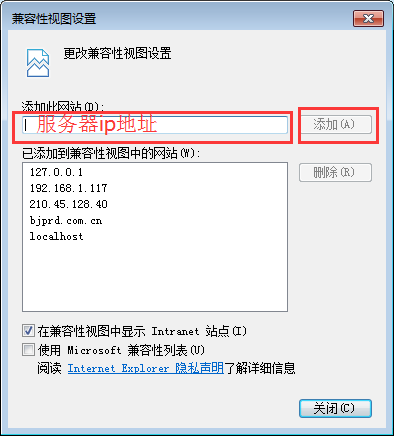 兼容性视图设置
更改兼容性视图设置
添加此网站(D):
服务器ip地址
添加(A)
已添加到兼容性视图中的网站(W):
127.0.0.1
192.168.1.117
210.45.128.40
bjprd.com.cn
localhost
删除(R)
在兼容性视图中显示 Intranet 站点(I)
使用 Microsoft 兼容性列表(U)
阅读 Internet Explorer 隐私声明了解详细信息
关闭(C)